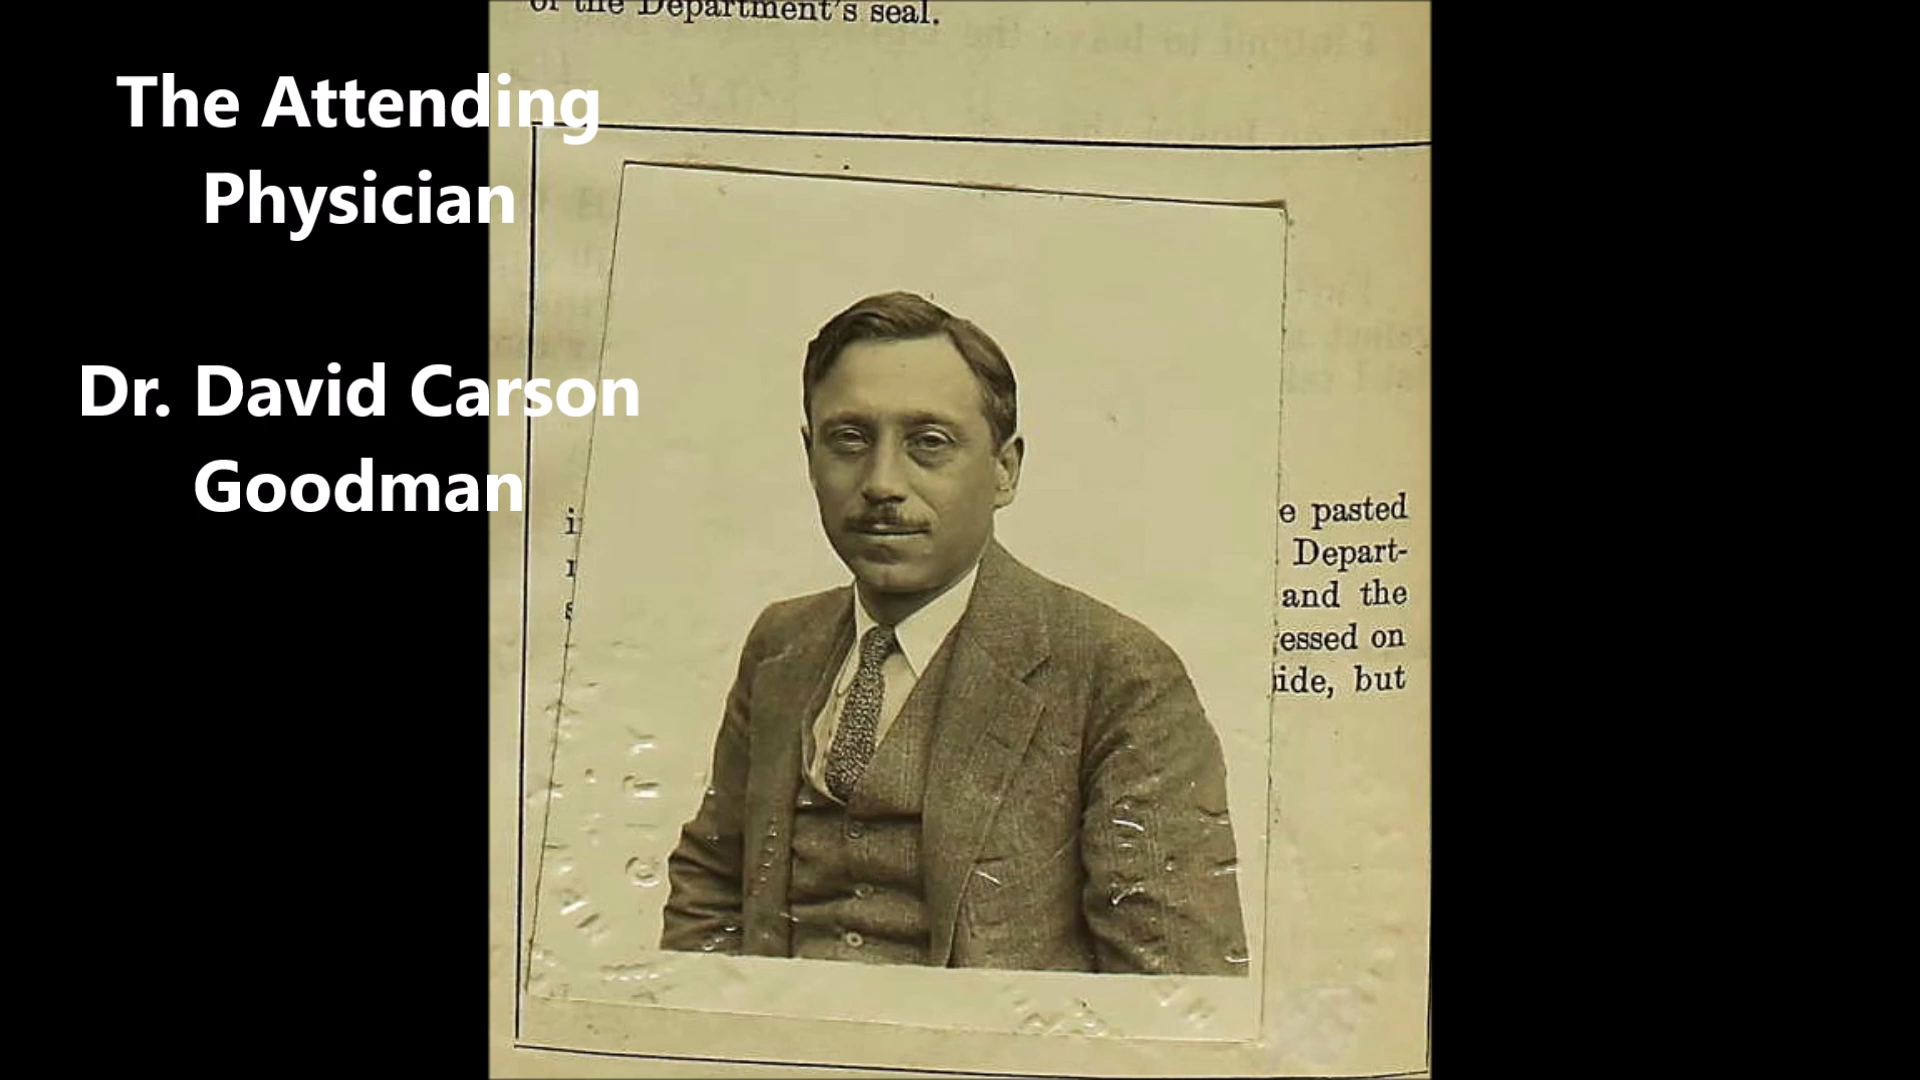 of the Department's seal.
The Attending
Physician
Dr. David Carson
Goodman
e pasted
Depart-
and the
essed on
ide, but